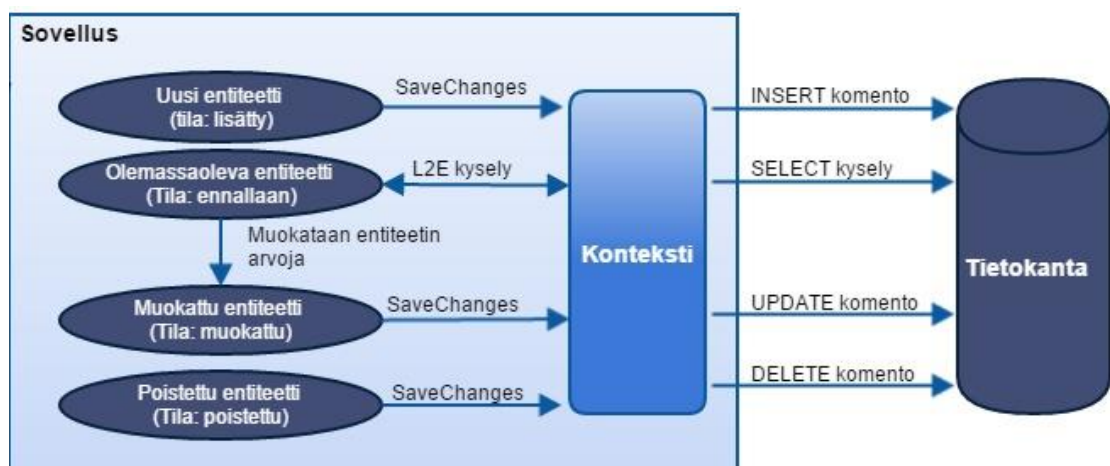 Sovellus
Uusi entiteetti
(tila: lisätty)
SaveChanges
INSERT komento
Olemassaoleva entiteetti
(Tila: ennallaan)
L2E kysely
SELECT kysely
Muokataan entiteetin
arvoja
Konteksti
Tietokanta
Muokattu entiteetti
(Tila: muokattu)
SaveChanges
UPDATE komento
Poistettu entiteetti
(Tila: poistettu)
SaveChanges
DELETE komento